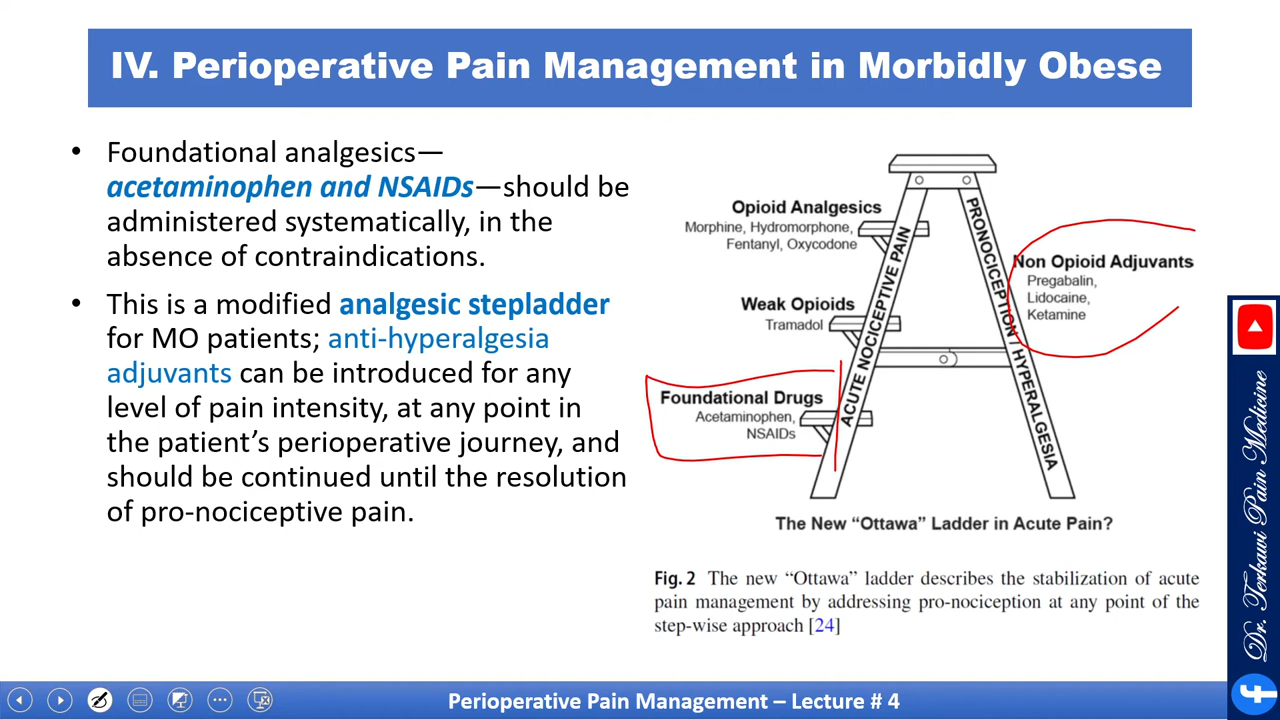 IV. Perioperative Pain Management in Morbidly Obese
• Foundational analgesics—
acetaminophen and NSAIDs—should be
administered systematically, in the
absence of contraindications.
• This is a modified analgesic stepladder
for MO patients; anti-hyperalgesia
adjuvants can be introduced for any
level of pain intensity, at any point in
the patient’s perioperative journey, and
should be continued until the resolution
of pro-nociceptive pain.
Opioid Analgesics
Morphine, Hydromorphone,
Fentanyl, Oxycodone
Weak Opioids
Tramadol
Foundational Drugs
Acetaminophen,
NSAIDs
ACUTE NOCICEPTIVE PAIN
PRONOCICEPTION / HYPERALGESIA
Non Opioid Adjuvants
Pregabalin,
Lidocaine,
Ketamine
The New “Ottawa” Ladder in Acute Pain?
Fig. 2 The new “Ottawa” ladder describes the stabilization of acute
pain management by addressing pro-nociception at any point of the
step-wise approach [24]
Dr. Terkawi Pain Medicine
Perioperative Pain Management – Lecture # 4